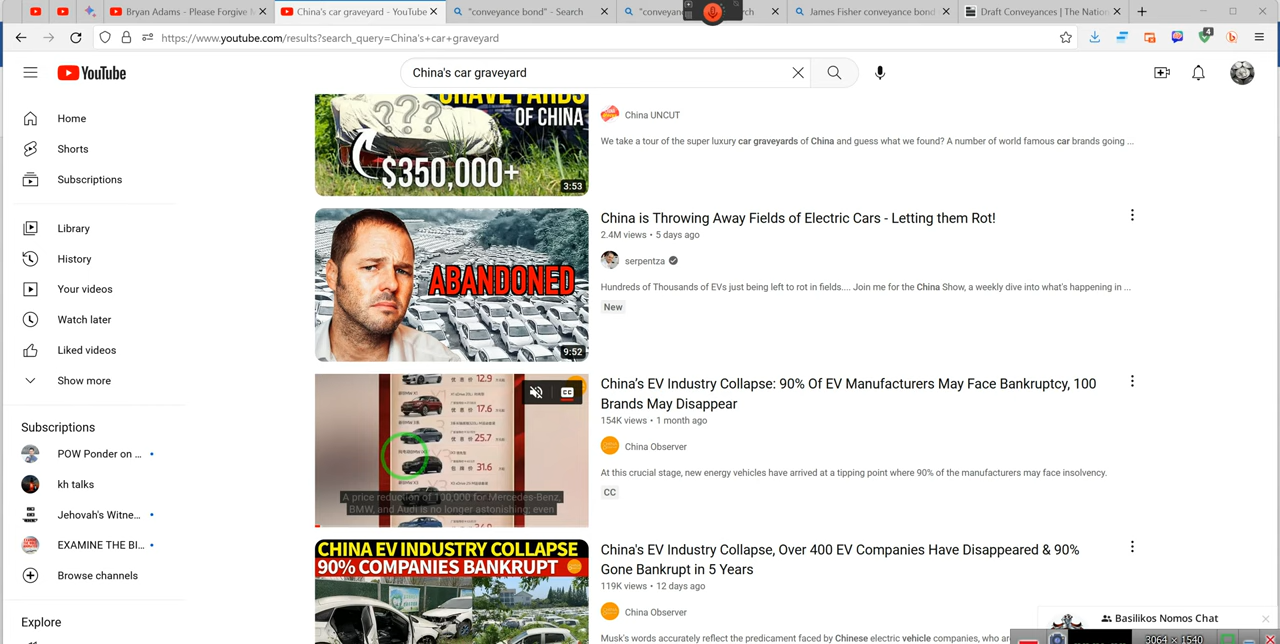 Bryan Adams - Please Forgive M
China's car graveyard - YouTube
"conveyance bond" - Search
"conveyan
ch
James Fisher conveyance bond"
Draft Conveyances | The Nation
https://www.youtube.com/results?search_query=China's+car+graveyard
4
YouTube
China's car graveyard
Home
Shorts
Subscriptions
Library
History
Your videos
Watch later
Liked videos
Show more
Subscriptions
POW Ponder on ...
kh talks
Jehovah's Witne...
EXAMINE THE BI...
Browse channels
Explore
GRAVEYARDS
OF CHINA
???
$350,000+
3:53
China UNCUT
We take a tour of the super luxury car graveyards of China and guess what we found? A number of world famous car brands going ...
ABANDONED
9:52
China is Throwing Away Fields of Electric Cars - Letting them Rot!
2.4M views • 5 days ago
serpentza
Hundreds of Thousands of EVs just being left to rot in fields.... Join me for the China Show, a weekly dive into what's happening in ...
New
12.9
17.6
25.7
31.6
CC
A price reduction of 100,000 for Mercedes-Benz,
BMW, and Audi is no longer astonishing; even
China's EV Industry Collapse: 90% Of EV Manufacturers May Face Bankruptcy, 100
Brands May Disappear
154K views • 1 month ago
China Observer
At this crucial stage, new energy vehicles have arrived at a tipping point where 90% of the manufacturers may face insolvency.
CC
CHINA EV INDUSTRY COLLAPSE
90% COMPANIES BANKRUPT
China's EV Industry Collapse, Over 400 EV Companies Have Disappeared & 90%
Gone Bankrupt in 5 Years
119K views • 12 days ago
China Observer
Musk's words accurately reflect the predicament faced by Chinese electric vehicle companies, who ar
Basilikos Nomos Chat
3064 × 1540